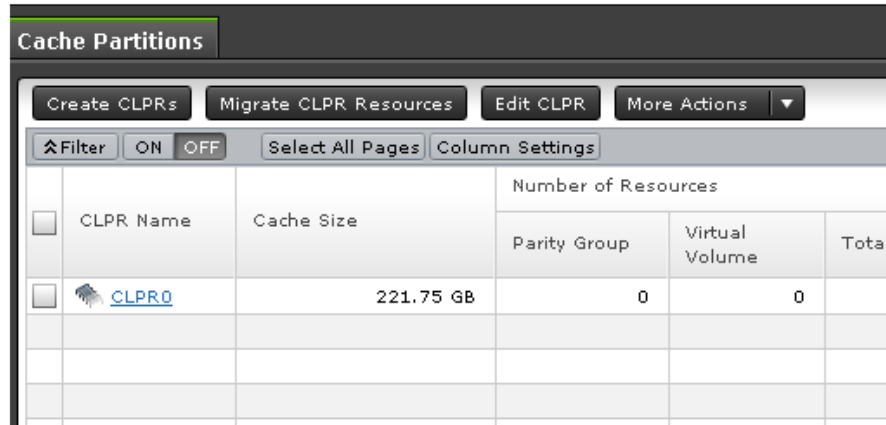 Cache Partitions
Create CLPRs Migrate CLPR Resources Edit CLPR More Actions
Filter ON OFF Select All Pages Column Settings
Number of Resources
CLPR Name Cache Size
Parity Group Virtual Volume
CLPR0 221.75 GB 0 0